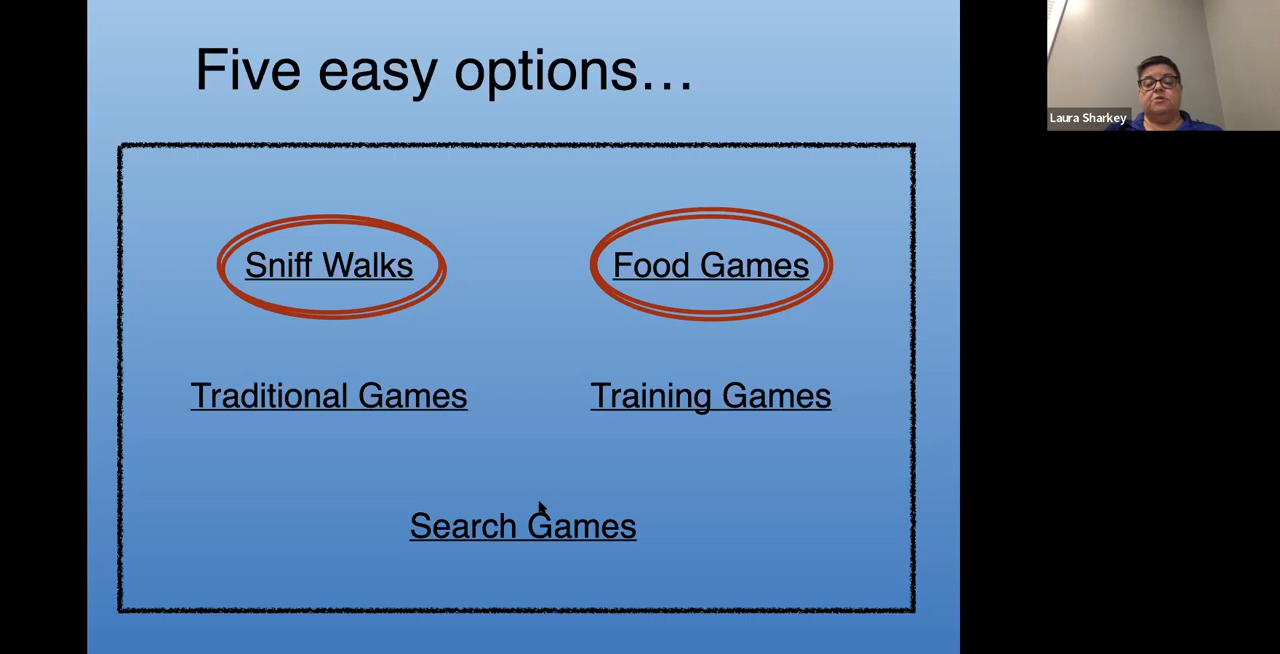 Five easy options…
Laura Sharkey
Sniff Walks
Food Games
Traditional Games
Training Games
Search Games